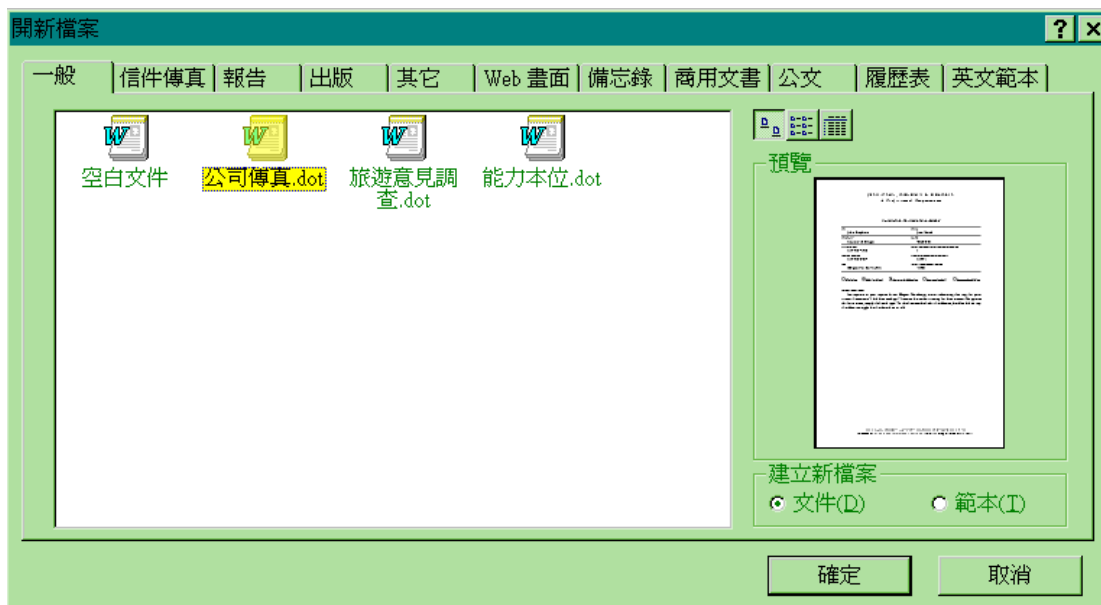 開新檔案
一般 信件傳真 報告 出版 其它 Web 畫面 備忘錄 商用文書 公文 履歷表 英文範本
空白文件 公司傳真.dot 旅遊意見調 能力本位.dot
查.dot
預覽
建立新檔案
文件(D) 範本(T)
確定 取消